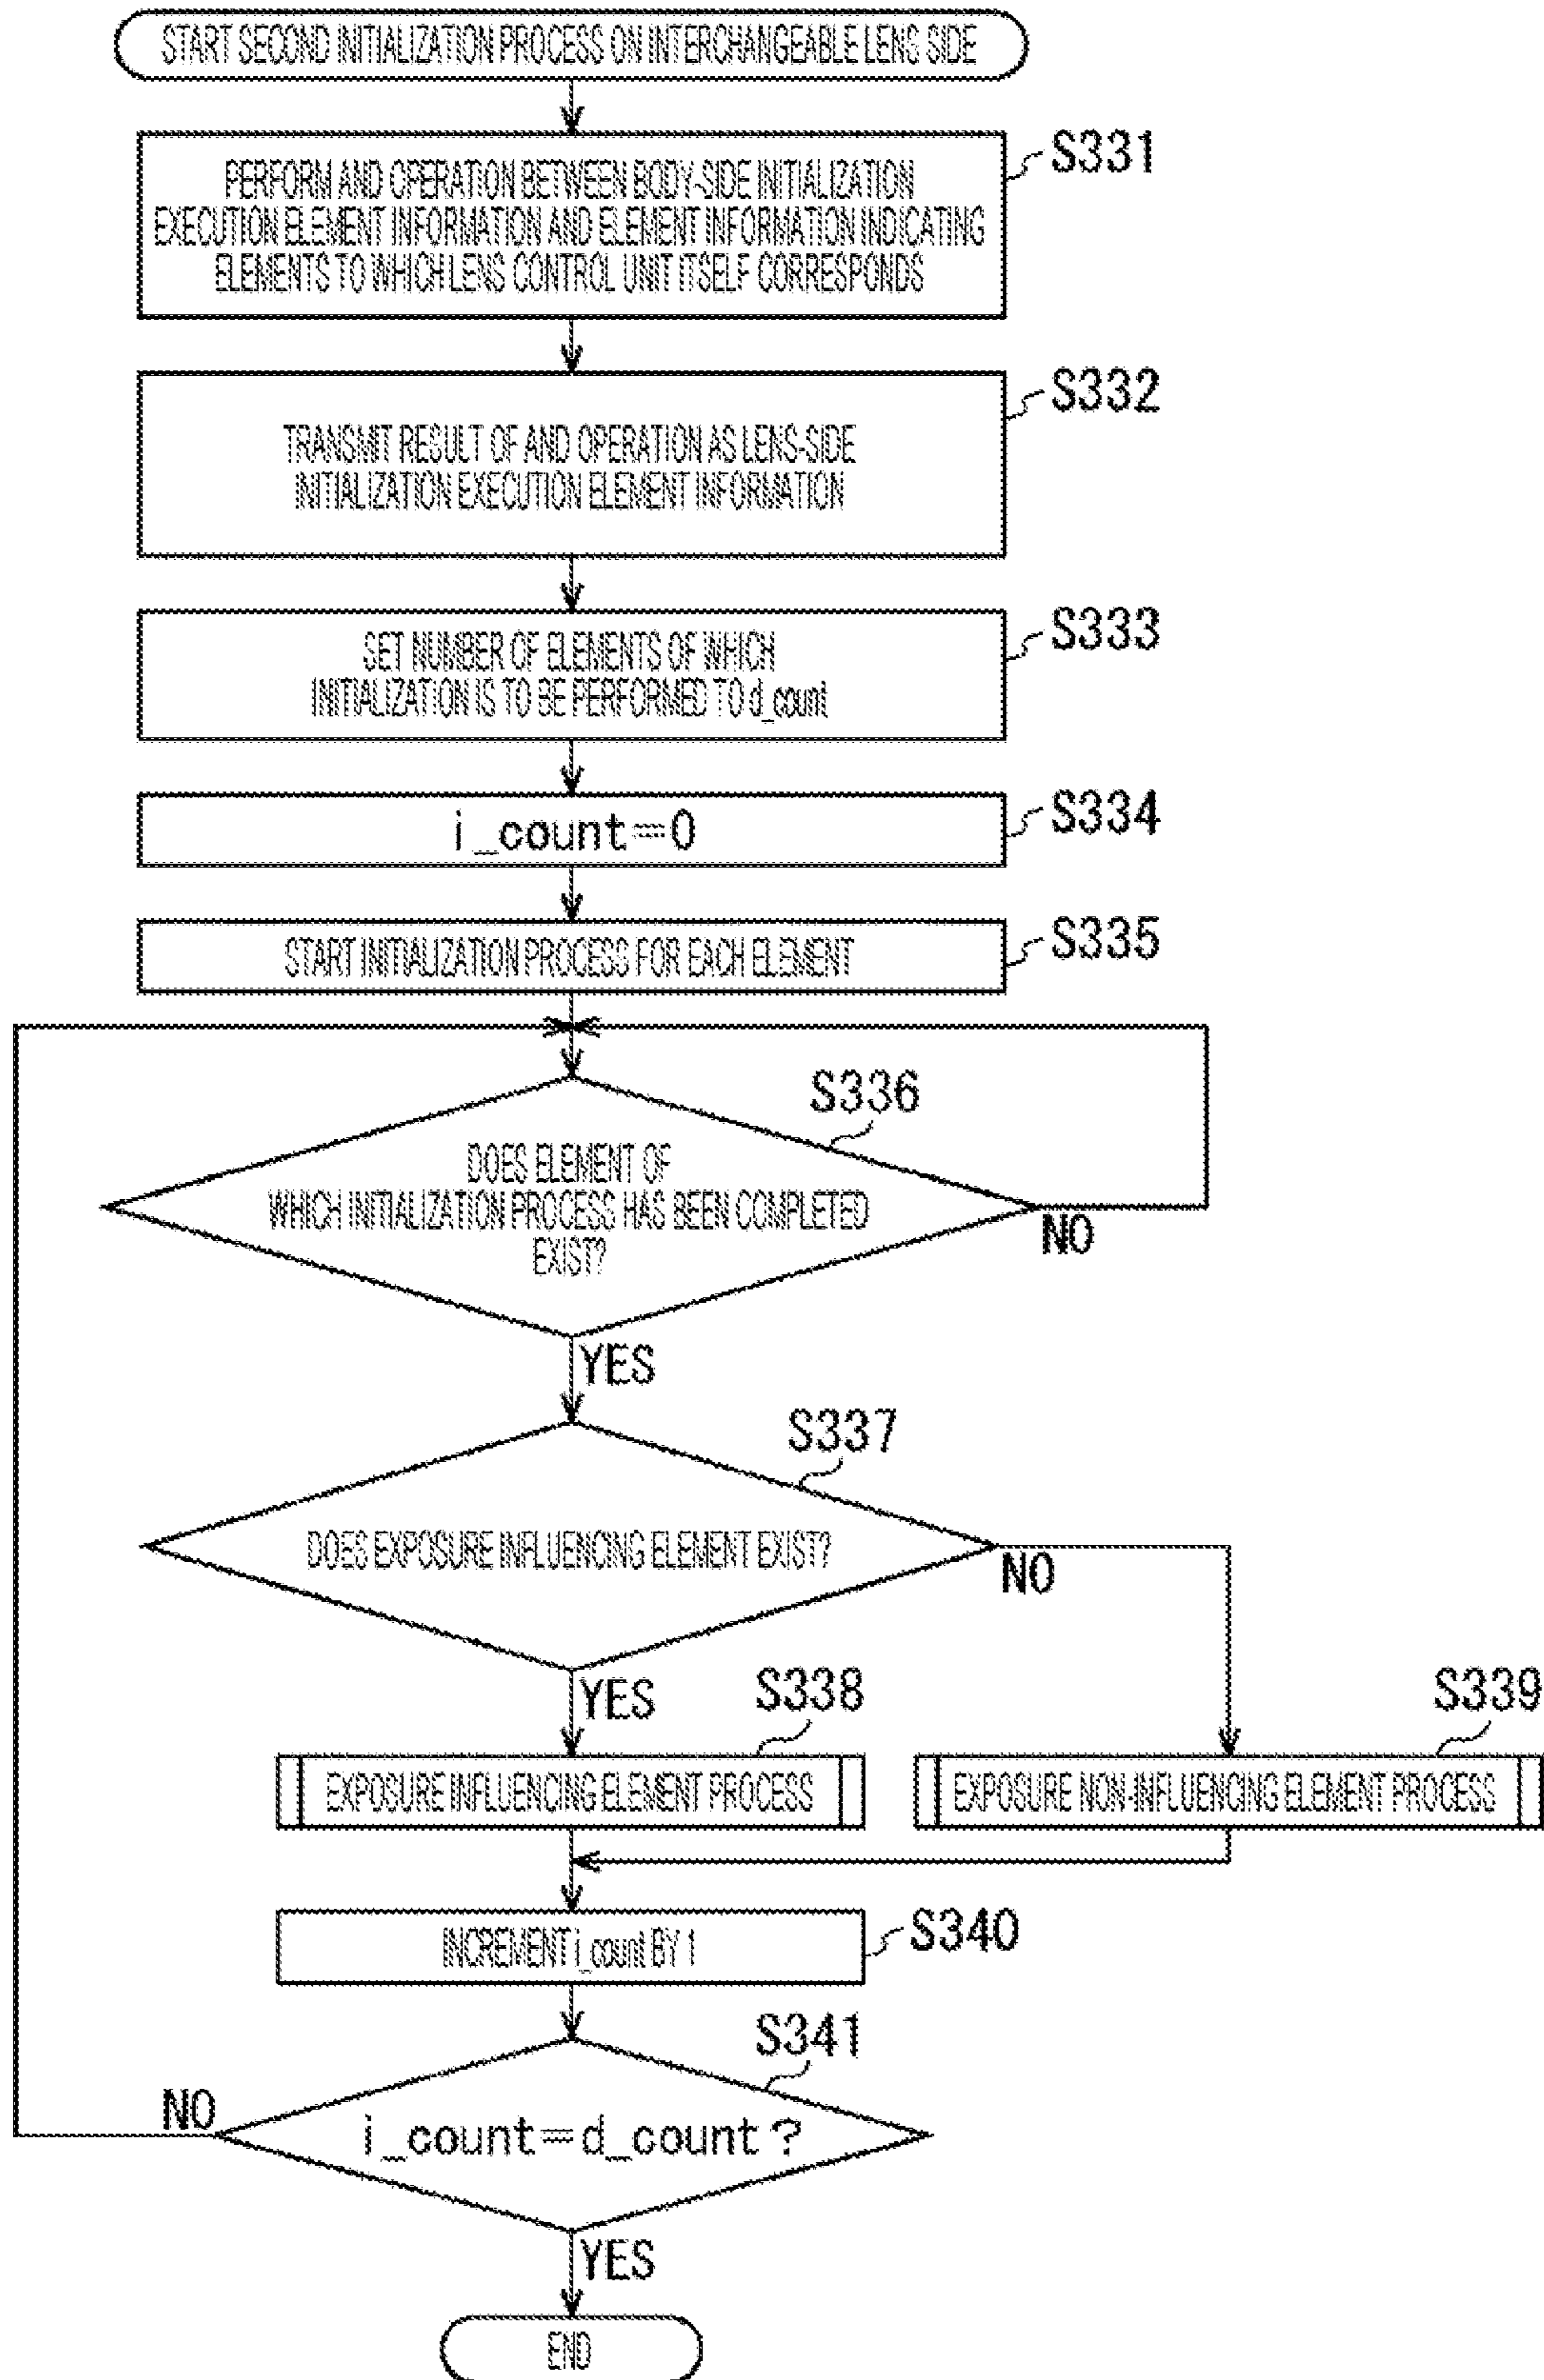 START SECOND INITIALIZATION PROCESS ON INTERCHANGEABLE LENS SIDE
S331
PERFORM AND OPERATION BETWEEN BODY-SIDE INITIALIZATION
EXECUTION ELEMENT INFORMATION AND ELEMENT INFORMATION INDICATING
ELEMENTS TO WHICH LENS CONTROL UNIT ITSELF CORRESPONDS
S332
TRANSMIT RESULT OF AND OPERATION AS LENS-SIDE
INITIALIZATION EXECUTION ELEMENT INFORMATION
S333
SET NUMBER OF ELEMENTS OF WHICH
INITIALIZATION IS TO BE PERFORMED TO d_count
S334
i_count=0
S335
START INITIALIZATION PROCESS FOR EACH ELEMENT
S336
DOES ELEMENT OF
WHICH INITIALIZATION PROCESS HAS BEEN COMPLETED
EXIST?
NO
YES
S337
DOES EXPOSURE INFLUENCING ELEMENT EXIST?
NO
YES
S338
S339
EXPOSURE INFLUENCING ELEMENT PROCESS
EXPOSURE NON-INFLUENCING ELEMENT PROCESS
S340
INCREMENT i_count BY 1
S341
NO
i_count=d_count?
YES
END